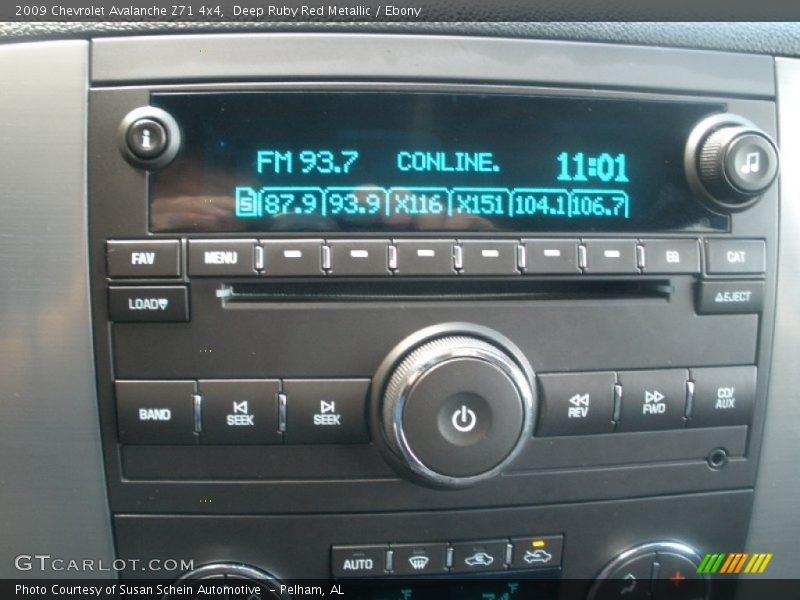 2009 Chevrolet Avalanche Z71 4x4, Deep Ruby Red Metallic / Ebony
i
FM 93.7 CONLINE. 11:01
5 87.9 93.9 X116 X151 104.1 106.7
FAV MENU EQ CAT
LOAD EJECT
BAND SEEK SEEK REV FWD CD/
AUX
AUTO
GTCARLOT.COM
Photo Courtesy of Susan Schein Automotive - Pelham, AL